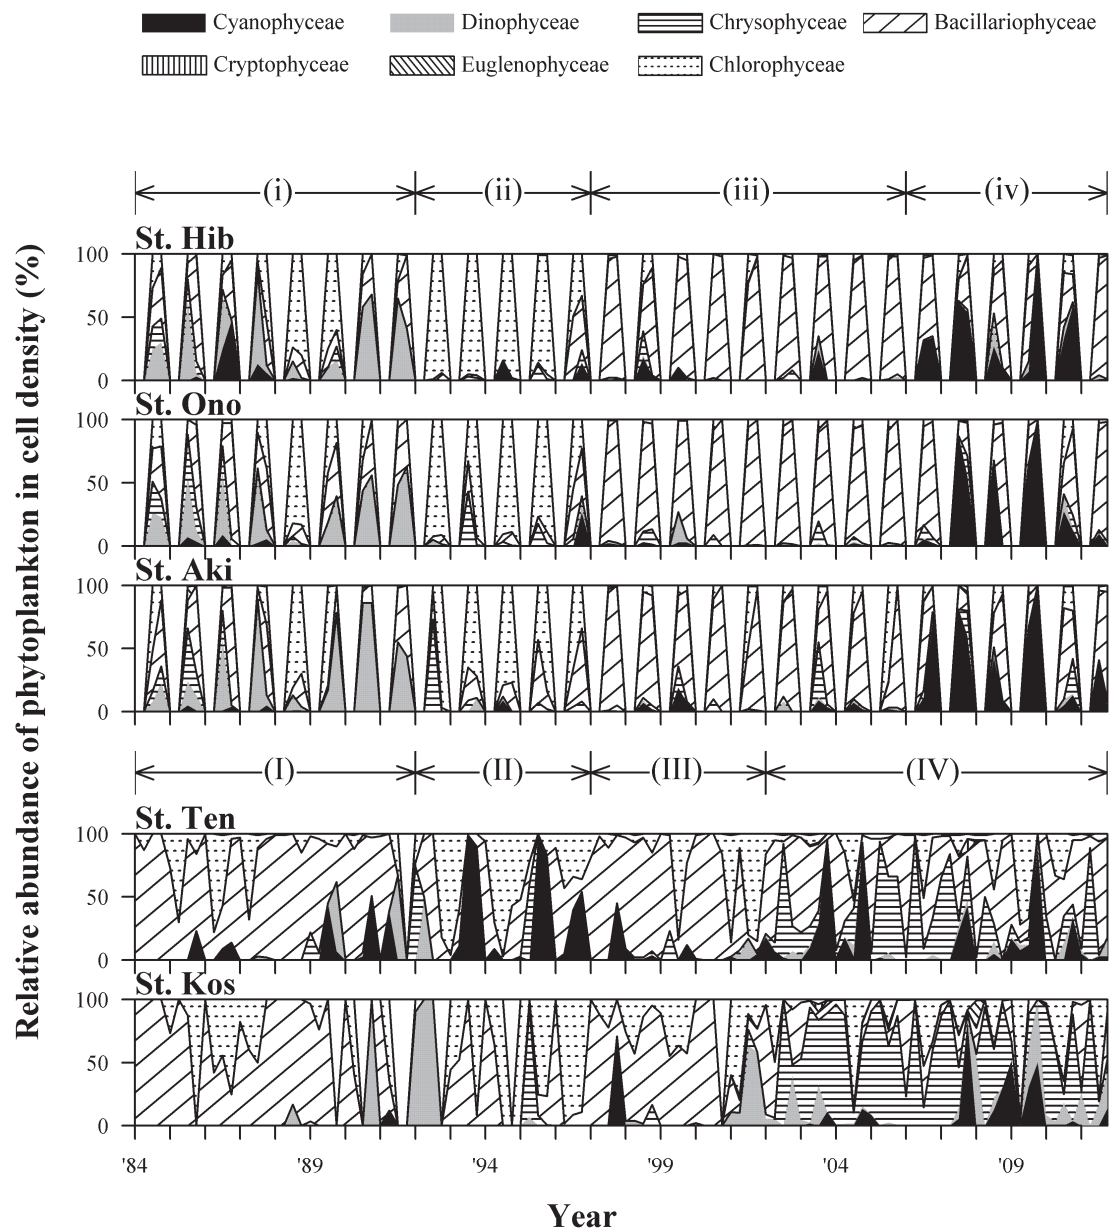 Cyanophyceae Dinophyceae Chrysophyceae Bacillariophyceae
Cryptophyceae Euglenophyceae Chlorophyceae
(i) (ii) (iii) (iv)
St. Hib
100
50
0
St. Ono
100
50
0
St. Aki
100
50
0
(I) (II) (III) (IV)
St. Ten
100
50
0
St. Kos
100
50
0
'84 '89 '94 '99 '04 '09
Year
Relative abundance of phytoplankton in cell density (%)